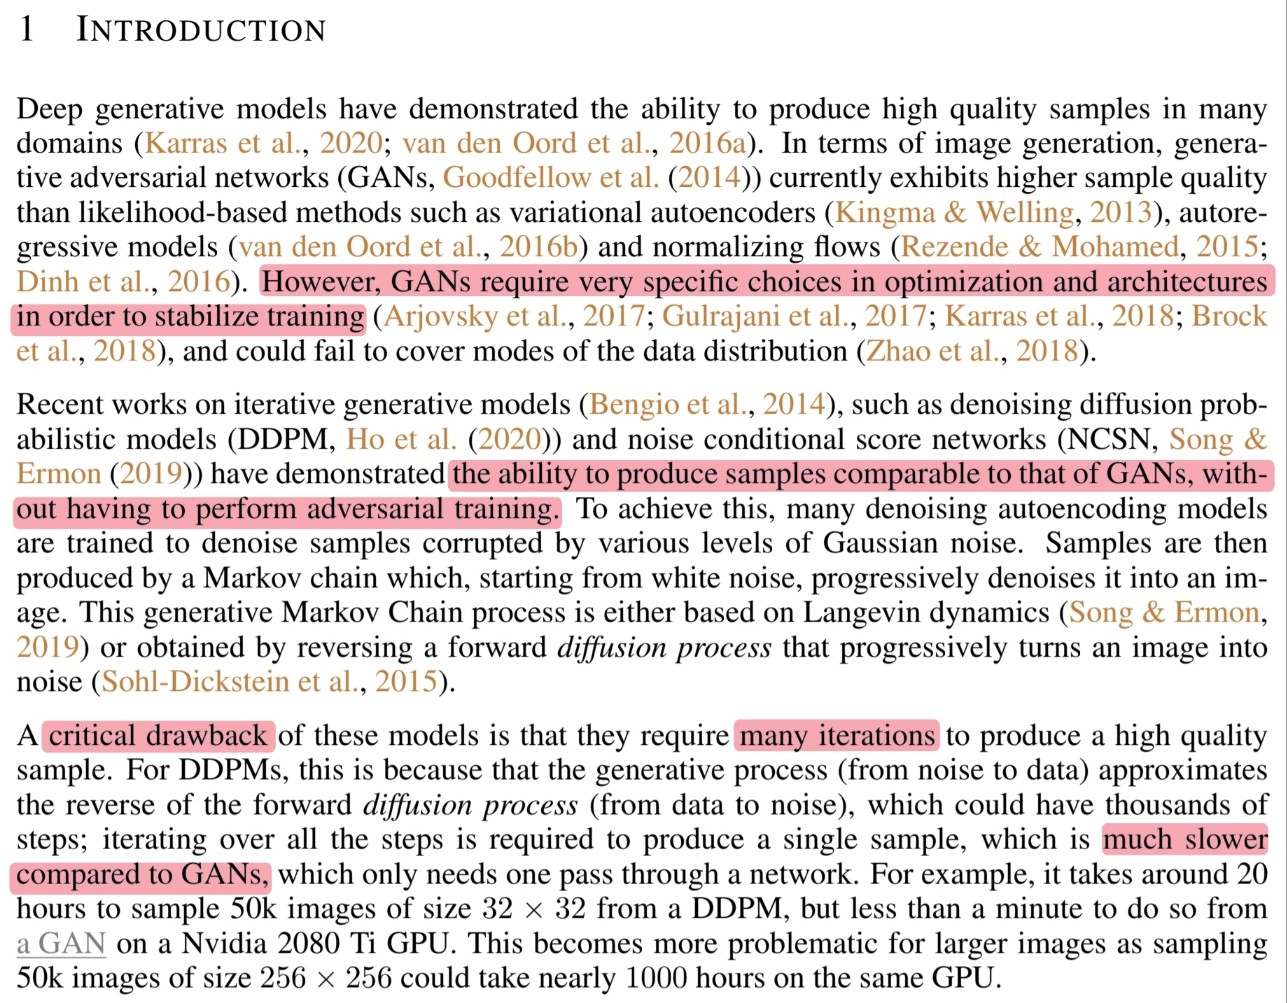 1 INTRODUCTION
Deep generative models have demonstrated the ability to produce high quality samples in many
domains (Karras et al., 2020; van den Oord et al., 2016a). In terms of image generation, genera-
tive adversarial networks (GANs, Goodfellow et al. (2014)) currently exhibits higher sample quality
than likelihood-based methods such as variational autoencoders (Kingma & Welling, 2013), autore-
gressive models (van den Oord et al., 2016b) and normalizing flows (Rezende & Mohamed, 2015;
Dinh et al., 2016). However, GANs require very specific choices in optimization and architectures
in order to stabilize training (Arjovsky et al., 2017; Gulrajani et al., 2017; Karras et al., 2018; Brock
et al., 2018), and could fail to cover modes of the data distribution (Zhao et al., 2018).
Recent works on iterative generative models (Bengio et al., 2014), such as denoising diffusion prob-
abilistic models (DDPM, Ho et al. (2020)) and noise conditional score networks (NCSN, Song &
Ermon (2019)) have demonstrated the ability to produce samples comparable to that of GANs, with-
out having to perform adversarial training. To achieve this, many denoising autoencoding models
are trained to denoise samples corrupted by various levels of Gaussian noise. Samples are then
produced by a Markov chain which, starting from white noise, progressively denoises it into an im-
age. This generative Markov Chain process is either based on Langevin dynamics (Song & Ermon,
2019) or obtained by reversing a forward diffusion process that progressively turns an image into
noise (Sohl-Dickstein et al., 2015).
A critical drawback of these models is that they require many iterations to produce a high quality
sample. For DDPMs, this is because that the generative process (from noise to data) approximates
the reverse of the forward diffusion process (from data to noise), which could have thousands of
steps; iterating over all the steps is required to produce a single sample, which is much slower
compared to GANs, which only needs one pass through a network. For example, it takes around 20
hours to sample 50k images of size 32 × 32 from a DDPM, but less than a minute to do so from
a GAN on a Nvidia 2080 Ti GPU. This becomes more problematic for larger images as sampling
50k images of size 256 × 256 could take nearly 1000 hours on the same GPU.